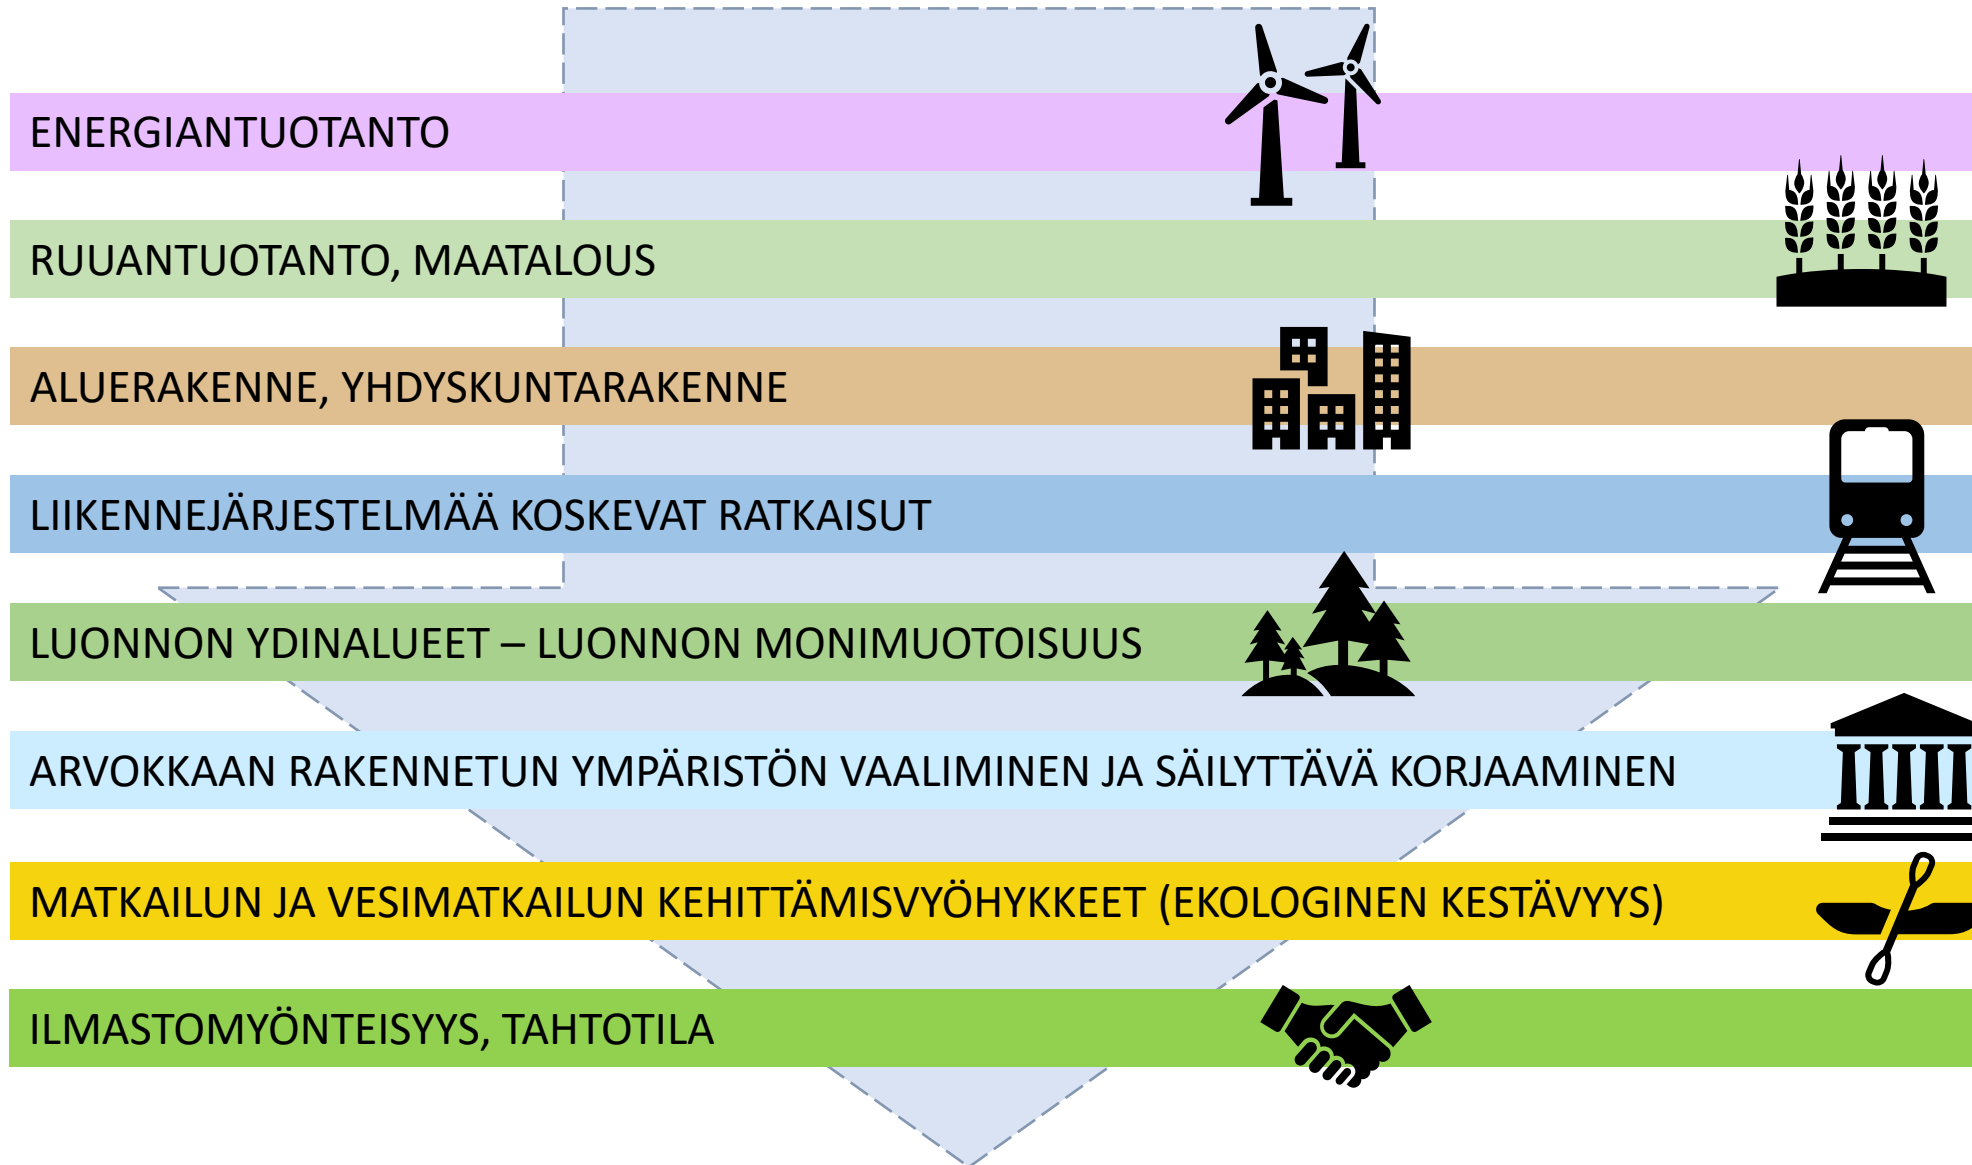 ENERGIANTUOTANTO
RUUANTUOTANTO, MAATALOUS
ALUERAKENNE, YHDYSKUNTARAKENNE
LIIKENNEJÄRJESTELMÄÄ KOSKEVAT RATKAISUT
LUONNON YDINALUEET – LUONNON MONIMUOTOISUUS
ARVOKKAAN RAKENNETUN YMPÄRISTÖN VAALIMINEN JA SÄILYTTÄVÄ KORJAAMINEN
MATKAILUN JA VESIMATKAILUN KEHITTÄMISVYÖHYKKEET (EKOLOGINEN KESTÄVYYS)
ILMASTOMYÖNTEISYYS, TAHTOTILA